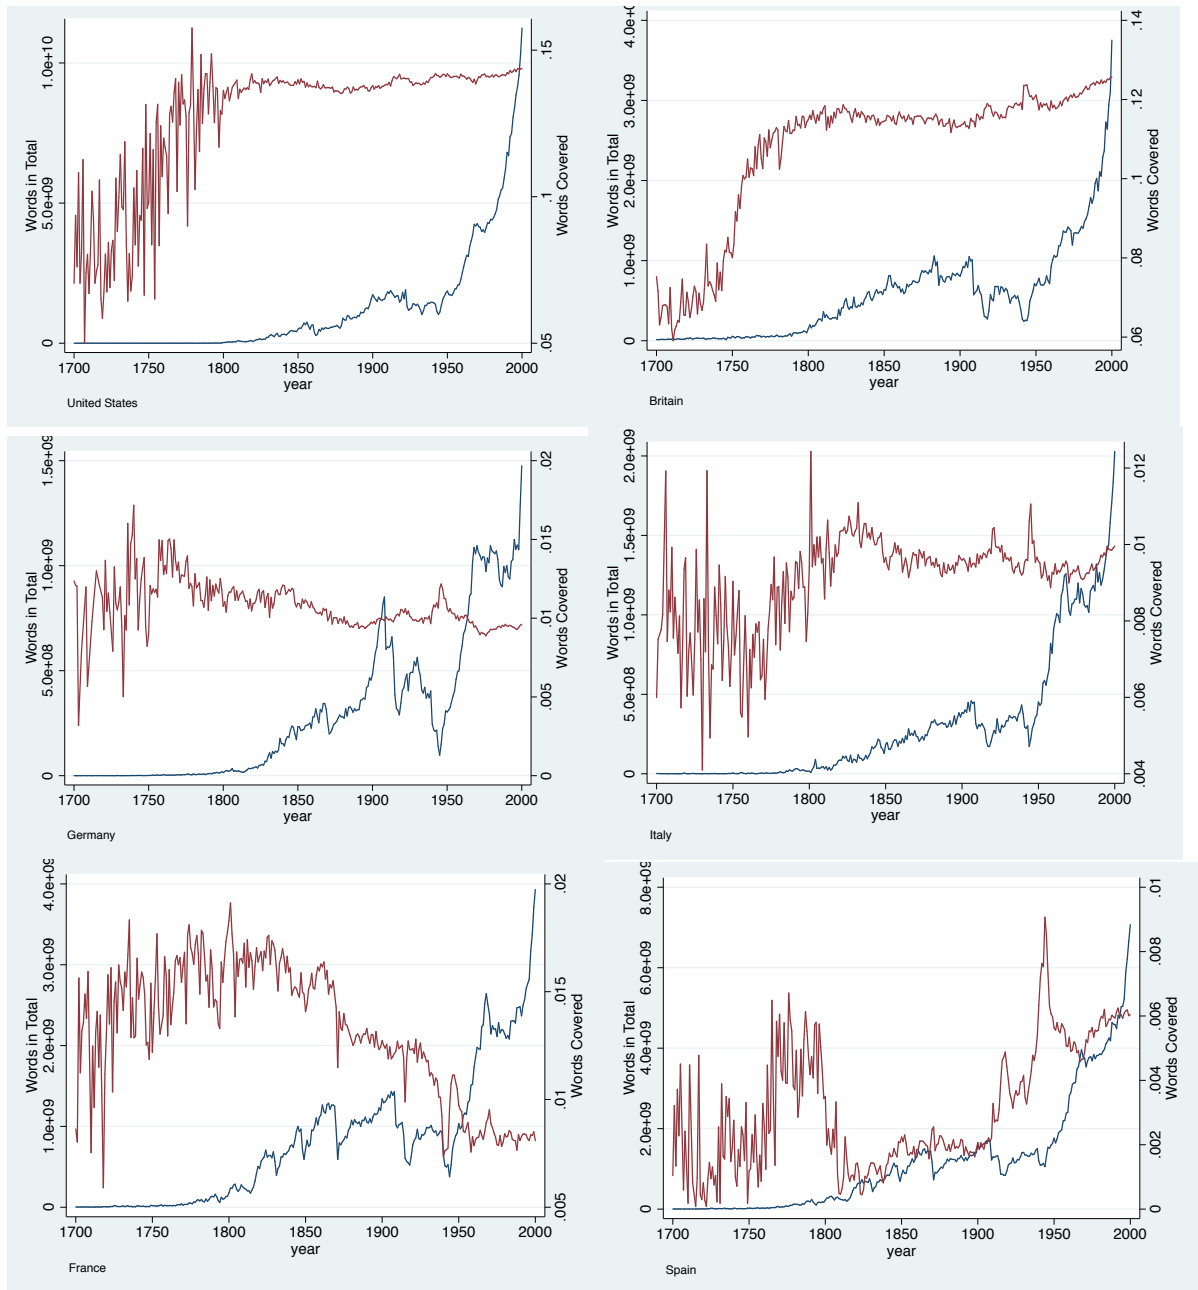 1.0e+10
5.0e+09
0
Words in Total
.15
.1
.05
Words Covered
1700 1750 1800 1850 1900 1950 2000
year
United States
3.0e+09
2.0e+09
1.0e+09
0
Words in Total
.14
.12
.1
.08
.06
Words Covered
1700 1750 1800 1850 1900 1950 2000
year
Britain
1.5e+09
1.0e+09
5.0e+08
0
Words in Total
.02
.015
.01
.005
0
Words Covered
1700 1750 1800 1850 1900 1950 2000
year
Germany
2.0e+09
1.5e+09
1.0e+09
5.0e+08
0
Words in Total
.012
.01
.008
.006
.004
Words Covered
1700 1750 1800 1850 1900 1950 2000
year
Italy
4.0e+09
3.0e+09
2.0e+09
1.0e+09
0
Words in Total
.02
.015
.01
.005
Words Covered
1700 1750 1800 1850 1900 1950 2000
year
France
8.0e+09
6.0e+09
4.0e+09
2.0e+09
0
Words in Total
.01
.008
.006
.004
.002
0
Words Covered
1700 1750 1800 1850 1900 1950 2000
year
Spain